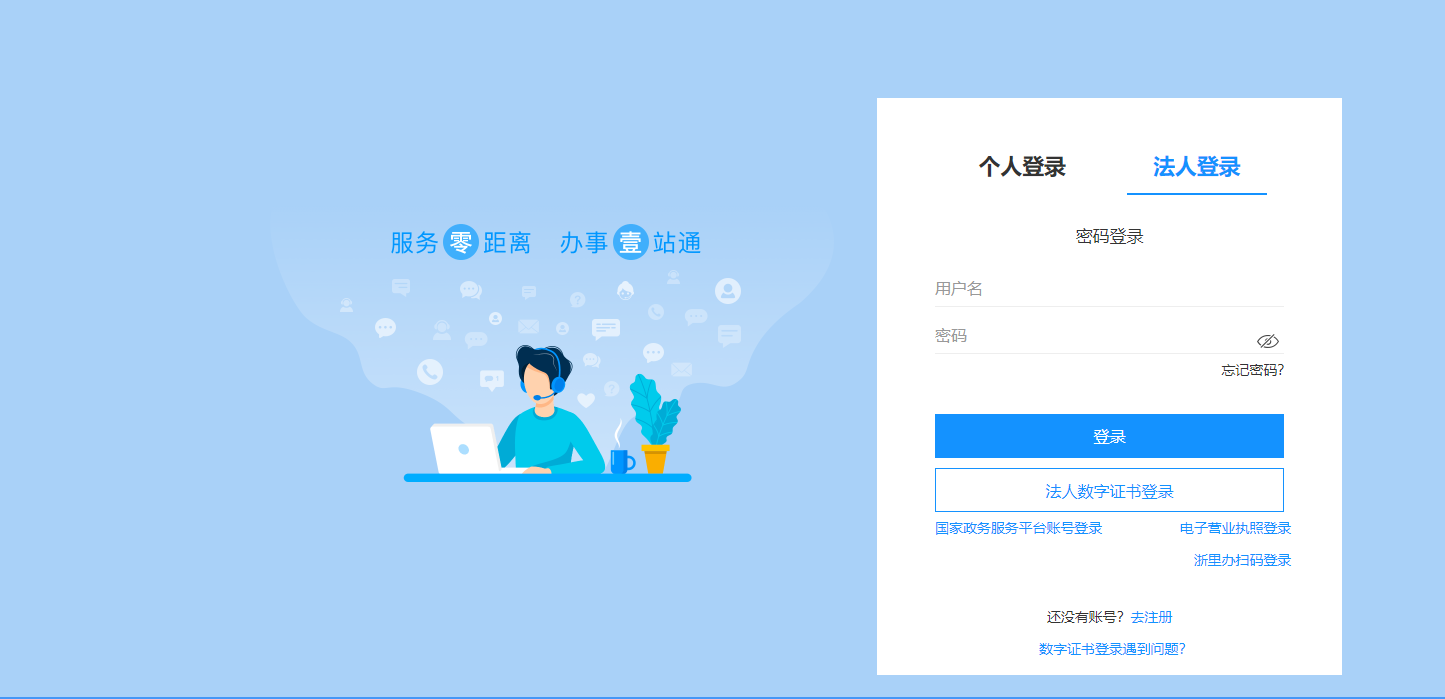 服务零距离 办事壹站通
个人登录 法人登录
密码登录
用户名
密码
忘记密码?
登录
法人数字证书登录
国家政务服务平台账号登录 电子营业执照登录
浙里办扫码登录
还没有账号? 去注册
数字证书登录遇到问题?